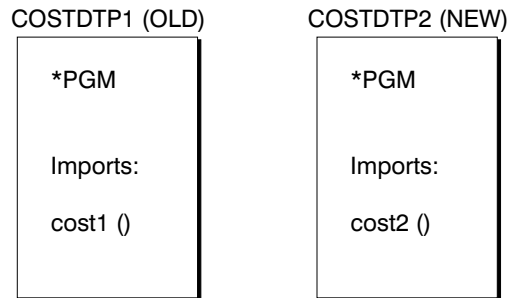 COSTDTP1 (OLD)
*PGM
Imports:
cost1 ()
COSTDTP2 (NEW)
*PGM
Imports:
cost2 ()